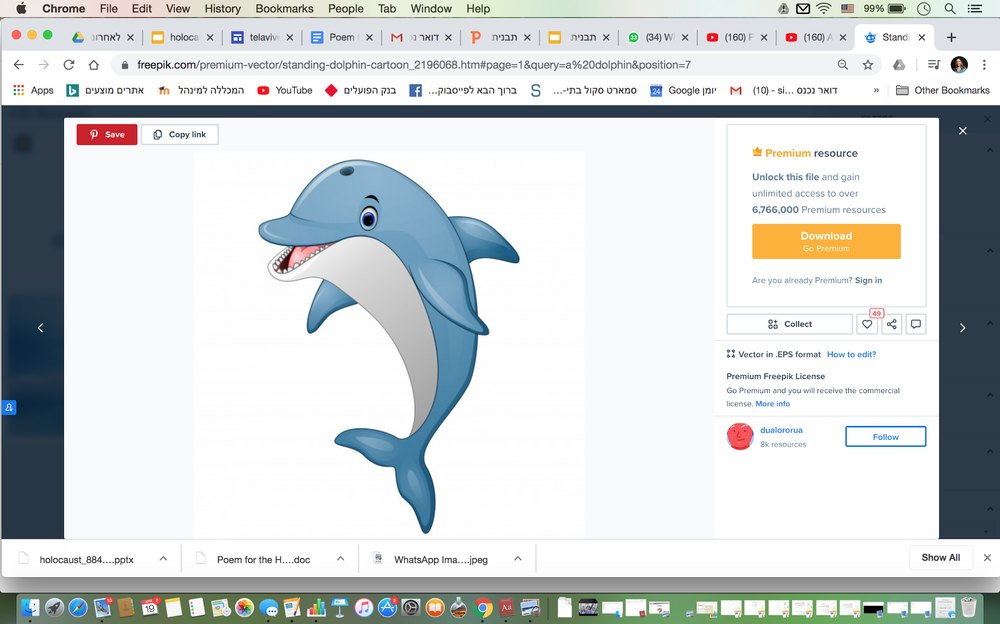 Chrome File Edit View History Bookmarks People Tab Window Help 99%
holoca telavive Poem דואר נכ תבנית תבנית 33 (34) W (160) P (160) A Standi
freepik.com/premium-vector/standing-dolphin-cartoon_2196068.htm#page=1&query=a%20dolphin&position=7
Apps אתרים מוצעים המכללה למינהל YouTube בנק הפועלים ברוך הבא לפייסבוק... סמארט סקול בתי-... 24 יומן Google (10) - si... דואר נכנס » Other Bookmarks
Save Copy link
Premium resource
Unlock this file and gain
unlimited access to over
6,766,000 Premium resources
Download
Go Premium
Are you already Premium? Sign in
49
Collect
Vector in .EPS format How to edit?
Premium Freepik License
Go Premium and you will receive the commercial
license. More info
dualororua
8k resources
Follow
holocaust_884....pptx Poem for the H....doc WhatsApp Ima....jpeg Show All
10 APR 19 2 3 Aa